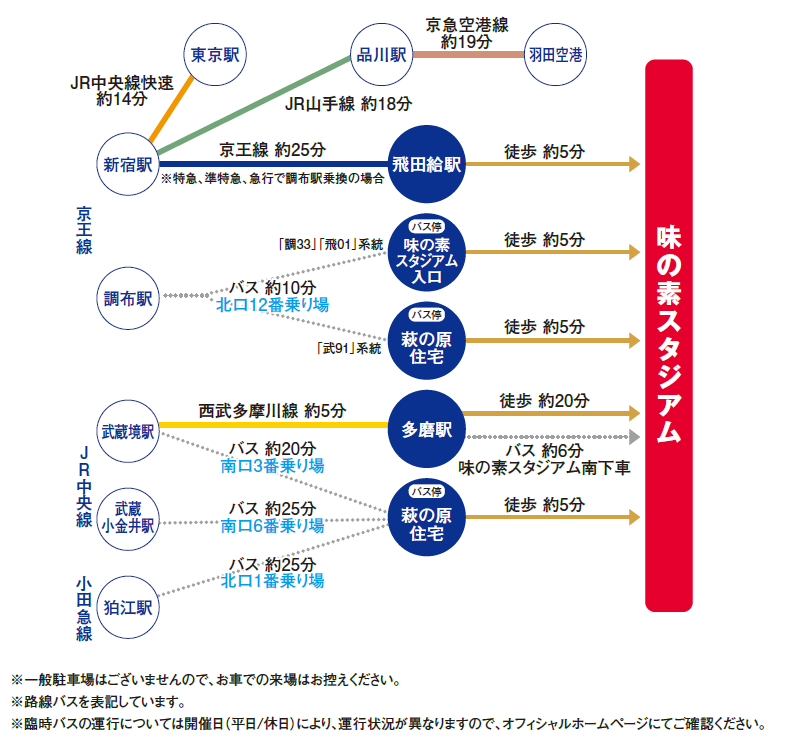 京急空港線
約19分
東京駅
品川駅
羽田空港
JR中央線快速
約14分
JR山手線 約18分
新宿駅
京王線 約25分
※特急、準特急、急行で調布駅乗換の場合
飛田給駅
徒歩 約5分
京王線
「調33」「飛01」系統
バス停
味の素
スタジアム
入口
徒歩 約5分
調布駅
バス 約10分
北口12番乗り場
「武91」系統
バス停
萩の原
住宅
徒歩 約5分
味の素スタジアム
JR中央線
武蔵境駅
西武多摩川線 約5分
多磨駅
徒歩 約20分
バス 約6分
味の素スタジアム南下車
バス 約20分
南口3番乗り場
武蔵
小金井駅
バス 約25分
南口6番乗り場
バス停
萩の原
住宅
徒歩 約5分
小田急線
狛江駅
バス 約25分
北口1番乗り場
※一般駐車場はございませんので、お車での来場はお控えください。
※路線バスを表記しています。
※臨時バスの運行については開催日(平日/休日)により、運行状況が異なりますので、オフィシャルホームページにてご確認ください。